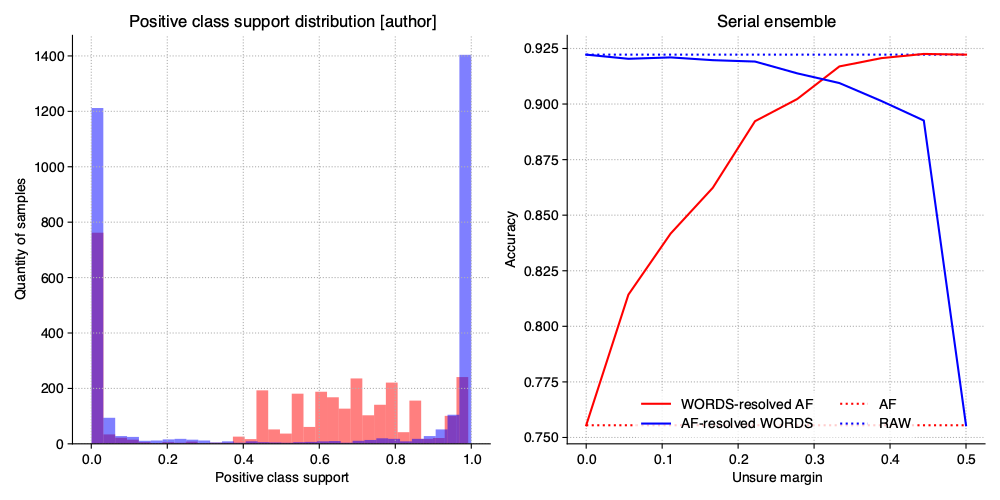 Positive class support distribution [author]
Quantity of samples
1400
1200
1000
800
600
400
200
0
0.0 0.2 0.4 0.6 0.8 1.0
Positive class support
Serial ensemble
Accuracy
0.925
0.900
0.875
0.850
0.825
0.800
0.775
0.750
WORDS-resolved AF
AF-resolved WORDS
AF
RAW
0.0 0.1 0.2 0.3 0.4 0.5
Unsure margin